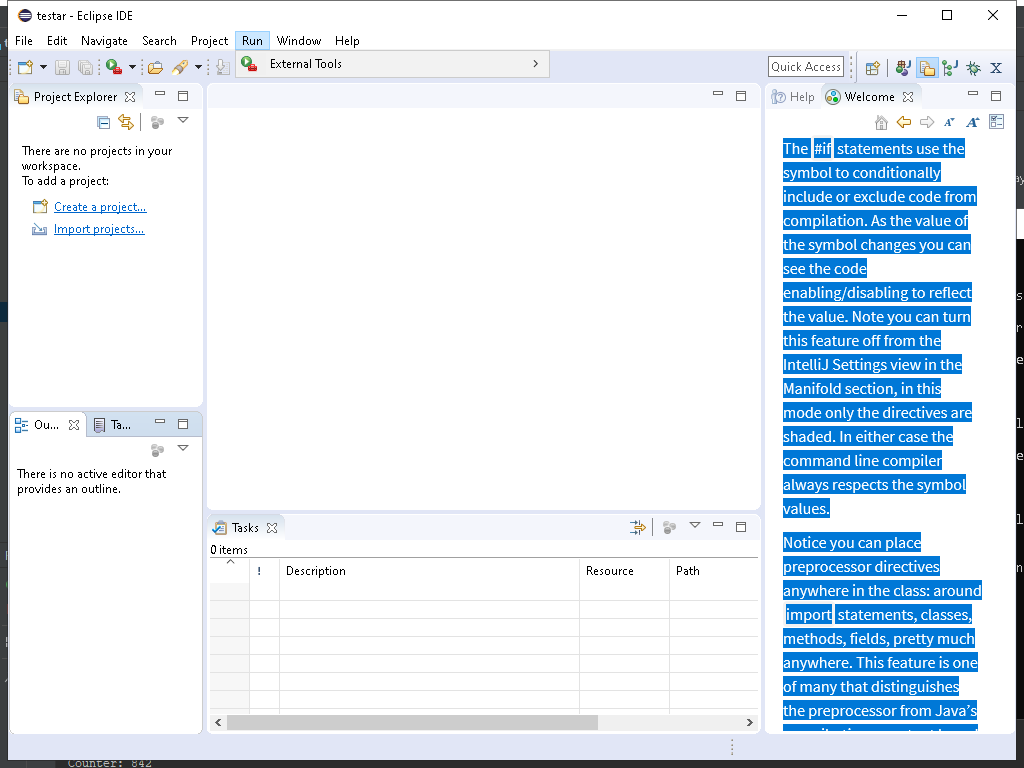 testar - Eclipse IDE
File Edit Navigate Search Project Run Window Help
External Tools
Quick Access
Project Explorer
There are no projects in your
workspace.
To add a project:
Create a project...
Import projects...
Ou...
Ta...
There is no active editor that
provides an outline.
Tasks
0 items
! Description Resource Path
Help Welcome
The #if statements use the
symbol to conditionally
include or exclude code from
compilation. As the value of
the symbol changes you can
see the code
enabling/disabling to reflect
the value. Note you can turn
this feature off from the
IntelliJ Settings view in the
Manifold section, in this
mode only the directives are
shaded. In either case the
command line compiler
always respects the symbol
values.
Notice you can place
preprocessor directives
anywhere in the class: around
import statements, classes,
methods, fields, pretty much
anywhere. This feature is one
of many that distinguishes
the preprocessor from Java’s
Counter: 842